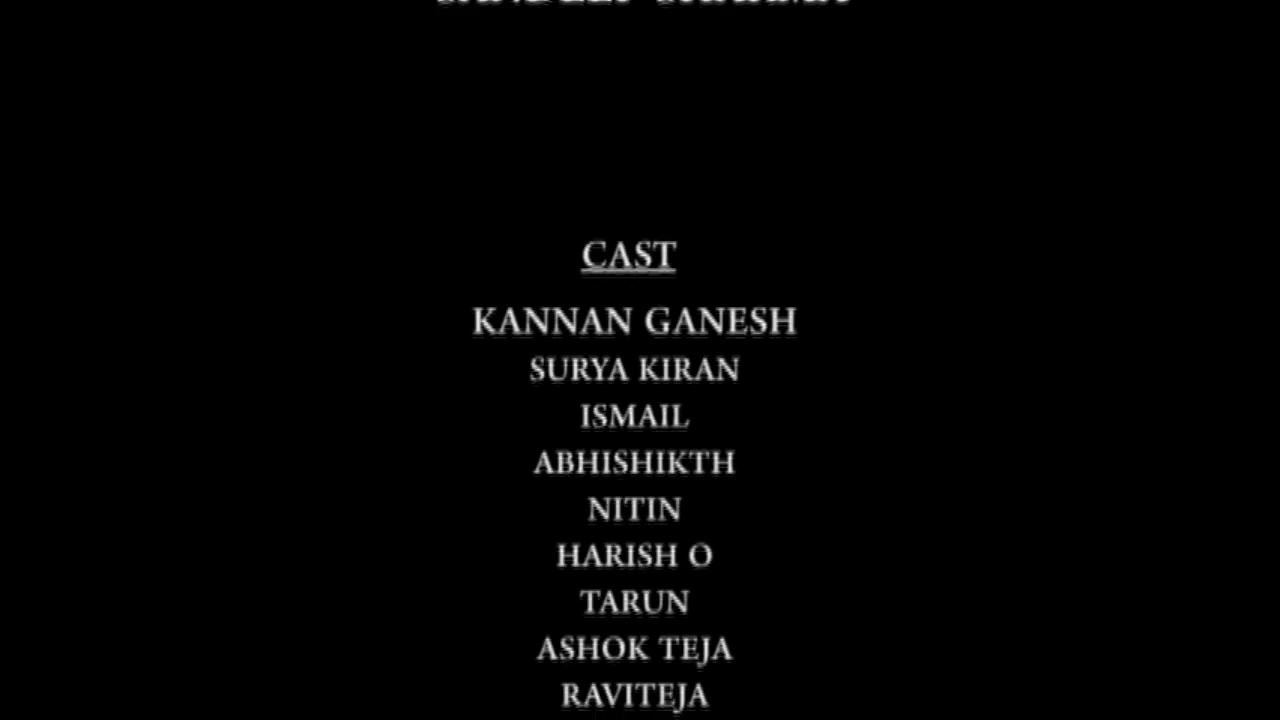 CAST
KANNAN GANESH
SURYA KIRAN
ISMAIL
ABHISHIKTH
NITIN
HARISH O
TARUN
ASHOK TEJA
RAVITEJA